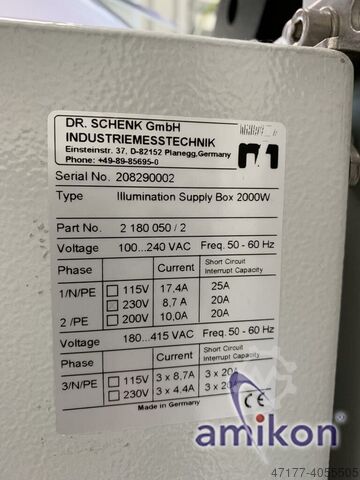 DR. SCHENK GmbH
INDUSTRIEMESSTECHNIK
Einsteinstr. 37, D-82152 Planegg,Germany
Phone: +49-89-85695-0
Serial No. 208290002
Type Illumination Supply Box 2000W
Part No. 2 180 050 / 2
Voltage 100...240 VAC Freq. 50 - 60 Hz
Phase Current Short Circuit Interrupt Capacity
1/N/PE 115V 17,4A 25A
230V 8,7 A 20A
2 /PE 200V 10,0A 20A
Voltage 180...415 VAC Freq. 50 - 60 Hz
Phase Current Short Circuit Interrupt Capacity
3/N/PE 115V 3 x 8.7A 3 x 20A
230V 3 x 4.4A 3 x 20A
Made in Germany CE
amikon
47177-4055505